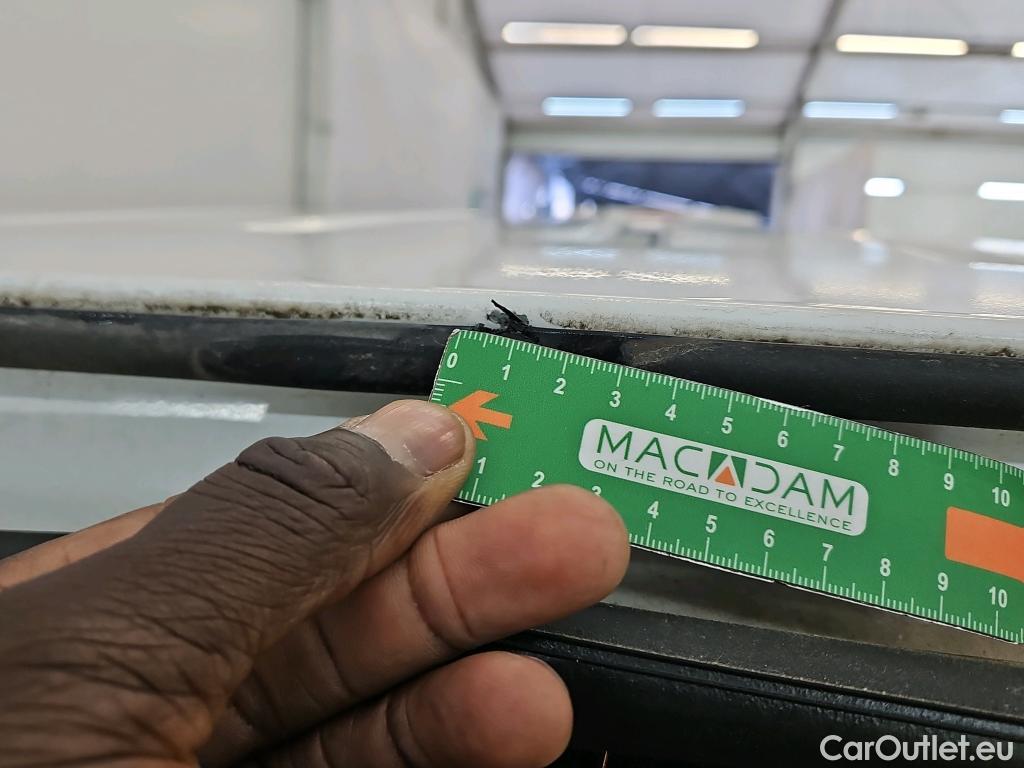 0 1 2 3 4 5 6 7 8 9 10
MACADAM
ON THE ROAD TO EXCELLENCE
1 2 3 4 5 6 7 8 9 10
CarOutlet.eu